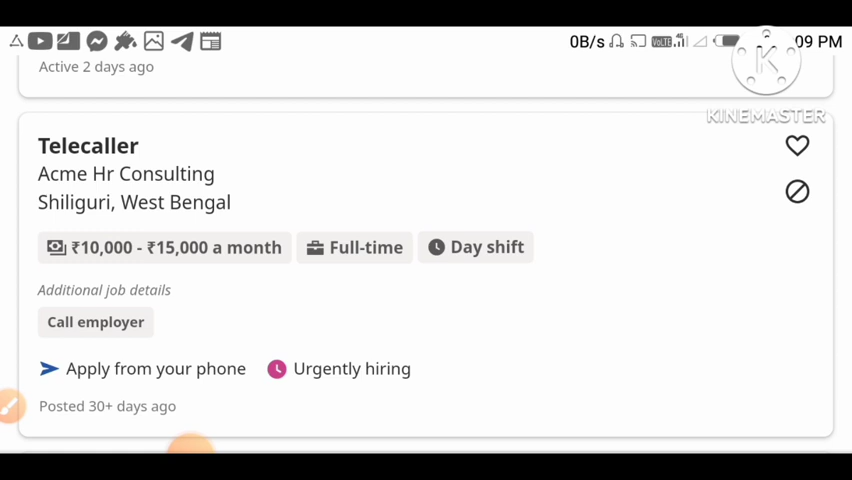 0B/s VoLTE 4G :09 PM
KINEMASTER
Active 2 days ago
Telecaller
Acme Hr Consulting
Shiliguri, West Bengal
₹10,000 - ₹15,000 a month Full-time Day shift
Additional job details
Call employer
Apply from your phone Urgently hiring
Posted 30+ days ago